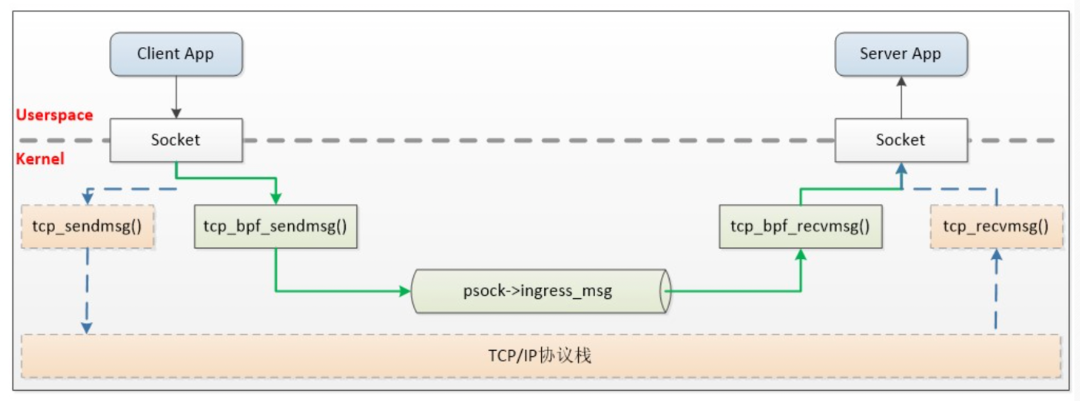 Client App
Server App
Userspace
Socket
Socket
Kernel
tcp_sendmsg()
tcp_bpf_sendmsg()
tcp_bpf_recvmsg()
tcp_recvmsg()
psock->ingress_msg
TCP/IP协议栈